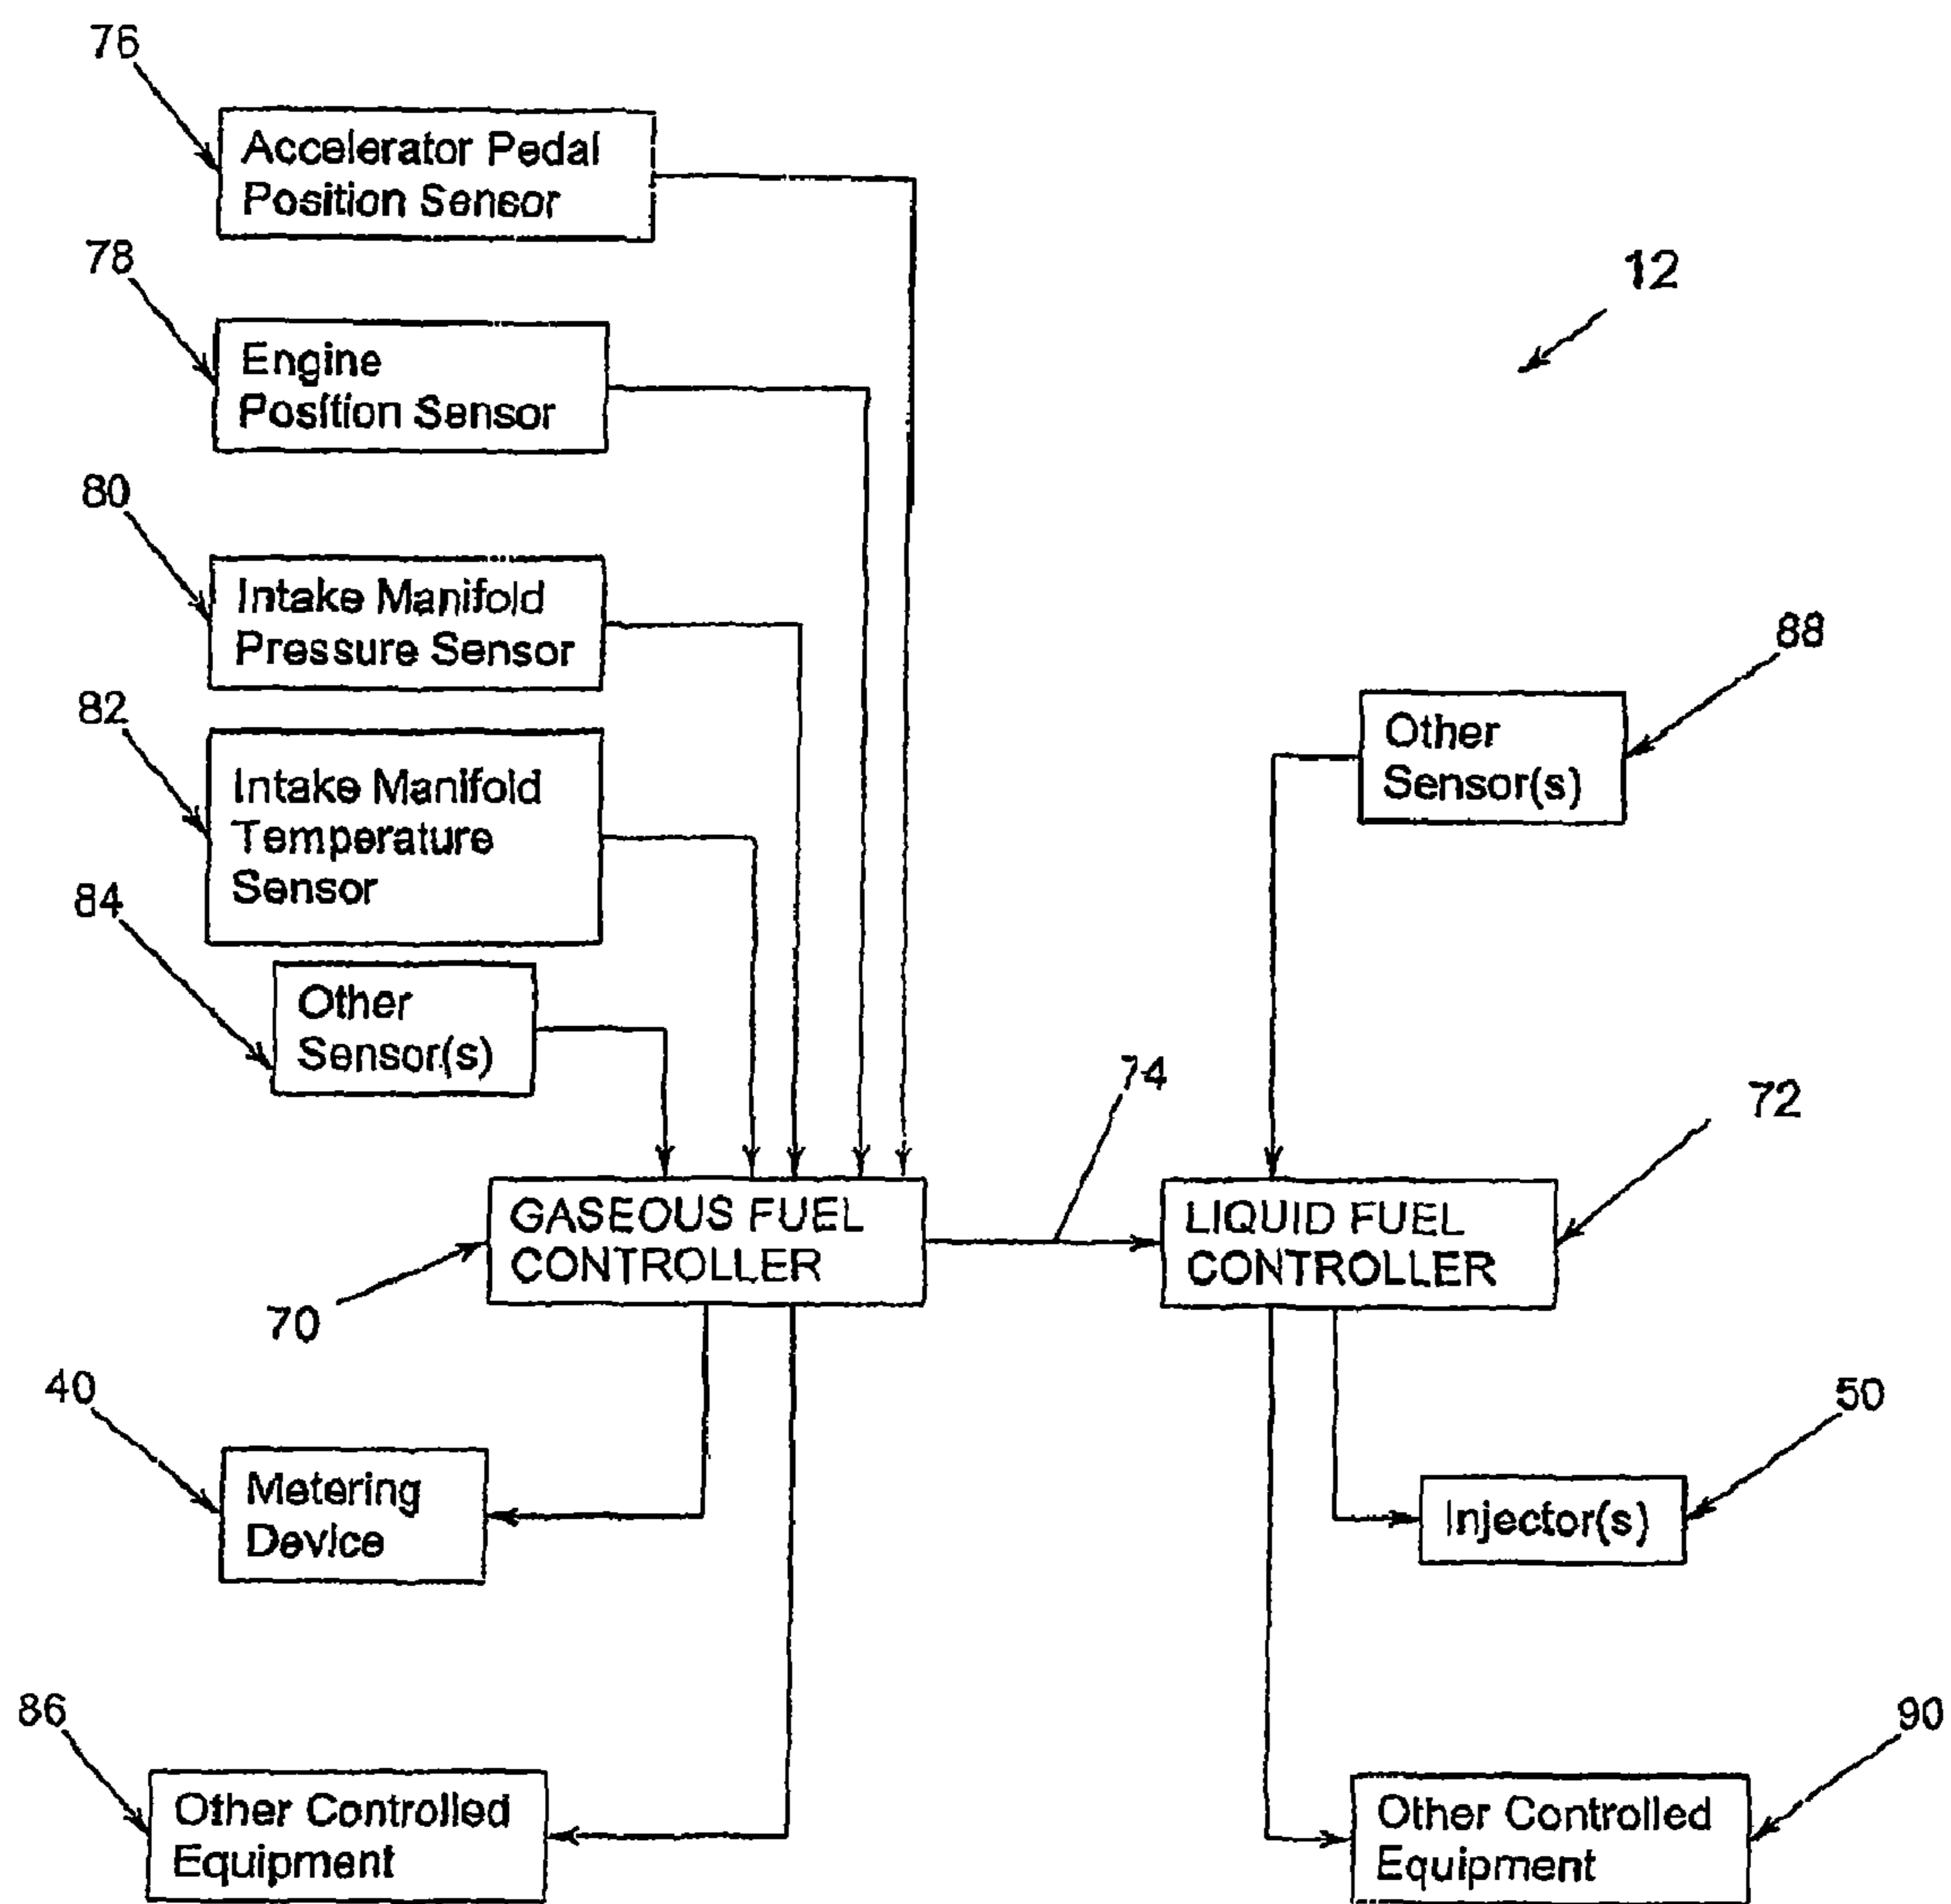 76
Accelerator Pedal
Position Sensor
78
Engine
Position Sensor
12
80
Intake Manifold
Pressure Sensor
82
Intake Manifold
Temperature
Sensor
88
Other
Sensor(s)
84
Other
Sensor(s)
74
72
GASEOUS FUEL
CONTROLLER
LIQUID FUEL
CONTROLLER
70
40
Metering
Device
50
Injector(s)
86
Other Controlled
Equipment
90
Other Controlled
Equipment